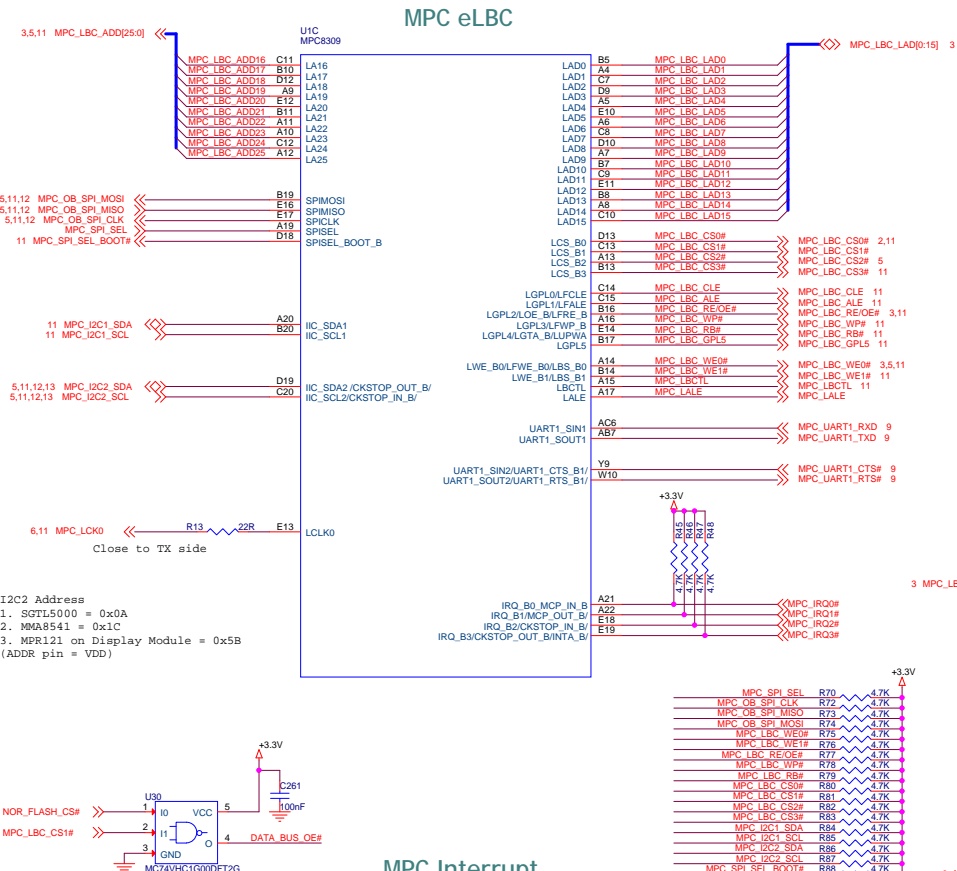 MPC eLBC
U1C
MPC8309
3,5,11 MPC_LBC_ADD[25:0]
MPC_LBC_LAD[0:15] 3
MPC_LBC_ADD16 C11 LA16
MPC_LBC_ADD17 B10 LA17
MPC_LBC_ADD18 D12 LA18
MPC_LBC_ADD19 A9 LA19
MPC_LBC_ADD20 E12 LA20
MPC_LBC_ADD21 B11 LA21
MPC_LBC_ADD22 A11 LA22
MPC_LBC_ADD23 A10 LA23
MPC_LBC_ADD24 C12 LA24
MPC_LBC_ADD25 A12 LA25
LAD0 B5 MPC_LBC_LAD0
LAD1 A4 MPC_LBC_LAD1
LAD2 C7 MPC_LBC_LAD2
LAD3 D9 MPC_LBC_LAD3
LAD4 A5 MPC_LBC_LAD4
LAD5 E10 MPC_LBC_LAD5
LAD6 A6 MPC_LBC_LAD6
LAD7 C8 MPC_LBC_LAD7
LAD8 D10 MPC_LBC_LAD8
LAD9 A7 MPC_LBC_LAD9
LAD10 B7 MPC_LBC_LAD10
LAD11 C9 MPC_LBC_LAD11
LAD12 E11 MPC_LBC_LAD12
LAD13 B8 MPC_LBC_LAD13
LAD14 A8 MPC_LBC_LAD14
LAD15 C10 MPC_LBC_LAD15
5,11,12 MPC_OB_SPI_MOSI B19 SPIMOSI
5,11,12 MPC_OB_SPI_MISO E16 SPIMISO
5,11,12 MPC_OB_SPI_CLK E17 SPICLK
MPC_SPI_SEL A19 SPISEL
11 MPC_SPI_SEL_BOOT# D18 SPISEL_BOOT_B
LCS_B0 D13 MPC_LBC_CS0# MPC_LBC_CS0# 2,11
LCS_B1 C13 MPC_LBC_CS1# MPC_LBC_CS1#
LCS_B2 A13 MPC_LBC_CS2# MPC_LBC_CS2# 5
LCS_B3 B13 MPC_LBC_CS3# MPC_LBC_CS3# 11
LGPL0/LFCLE C14 MPC_LBC_CLE MPC_LBC_CLE 11
LGPL1/LFALE C15 MPC_LBC_ALE MPC_LBC_ALE 11
LGPL2/LOE_B/LFRE_B B16 MPC_LBC_RE/OE# MPC_LBC_RE/OE# 3,11
LGPL3/LFWP_B A16 MPC_LBC_WP# MPC_LBC_WP# 11
LGPL4/LGTA_B/LUPWA E14 MPC_LBC_RB# MPC_LBC_RB# 11
LGPL5 B17 MPC_LBC_GPL5 MPC_LBC_GPL5 11
11 MPC_I2C1_SDA A20 IIC_SDA1
11 MPC_I2C1_SCL B20 IIC_SCL1
LWE_B0/LFWE_B0/LBS_B0 A14 MPC_LBC_WE0# MPC_LBC_WE0# 3,5,11
LWE_B1/LBS_B1 B14 MPC_LBC_WE1# MPC_LBC_WE1# 11
LBCTL A15 MPC_LBCTL MPC_LBCTL 11
LALE A17 MPC_LALE MPC_LALE
5,11,12,13 MPC_I2C2_SDA D19 IIC_SDA2 /CKSTOP_OUT_B/
5,11,12,13 MPC_I2C2_SCL C20 IIC_SCL2/CKSTOP_IN_B/
UART1_SIN1 AC6 MPC_UART1_RXD 9
UART1_SOUT1 AB7 MPC_UART1_TXD 9
UART1_SIN2/UART1_CTS_B1/ Y9 MPC_UART1_CTS# 9
UART1_SOUT2/UART1_RTS_B1/ W10 MPC_UART1_RTS# 9
6,11 MPC_LCK0 R13 22R E13 LCLK0
Close to TX side
+3.3V
R45 R46 R47 R48
4.7K 4.7K 4.7K 4.7K
3
IRQ_B0_MCP_IN_B A21 MPC_IRQ0#
IRQ_B1/MCP_OUT_B/ A22 MPC_IRQ1#
IRQ_B2/CKSTOP_IN_B/ E18 MPC_IRQ2#
IRQ_B3/CKSTOP_OUT_B/INTA_B/ E19 MPC_IRQ3#
I2C2 Address
1. SGTL5000 = 0x0A
2. MMA8541 = 0x1C
3. MPR121 on Display Module = 0x5B
(ADDR pin = VDD)
+3.3V
MPC_SPI_SEL R70 4.7K
MPC_OB_SPI_CLK R72 4.7K
MPC_OB_SPI_MISO R73 4.7K
MPC_OB_SPI_MOSI R74 4.7K
MPC_LBC_WE0# R75 4.7K
MPC_LBC_WE1# R76 4.7K
MPC_LBC_RE/OE# R77 4.7K
MPC_LBC_WP# R78 4.7K
MPC_LBC_RB# R79 4.7K
MPC_LBC_CS0# R80 4.7K
MPC_LBC_CS1# R81 4.7K
MPC_LBC_CS2# R82 4.7K
MPC_LBC_CS3# R83 4.7K
MPC_I2C1_SDA R84 4.7K
MPC_I2C1_SCL R85 4.7K
MPC_I2C2_SDA R86 4.7K
MPC_I2C2_SCL R87 4.7K
MPC_SPI_SEL_BOOT# R88 4.7K
+3.3V
C261
100nF
U30
NOR_FLASH_CS# 1 I0 VCC 5
MPC_LBC_CS1# 2 I1 O 4 DATA_BUS_OE#
3 GND
MC74VHC1G00DFT2G
MPC Interrupt